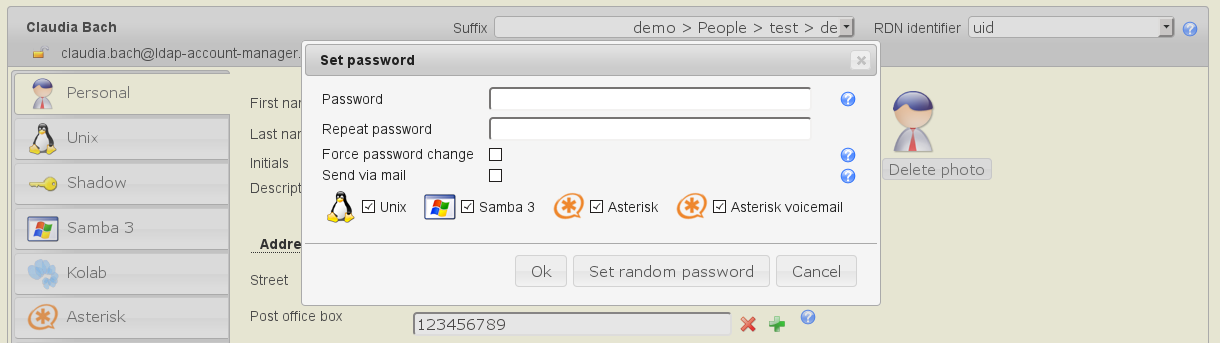 Claudia Bach
Suffix demo > People > test > de RDN identifier uid
claudia.bach@ldap-account-manager.
Set password
Personal
Unix
Shadow
Samba 3
Kolab
Asterisk
First nar
Last nar
Initials
Descript
Addre
Street
Post office box 123456789
Password
Repeat password
Force password change
Send via mail
Unix Samba 3 Asterisk Asterisk voicemail
Ok Set random password Cancel
Delete photo